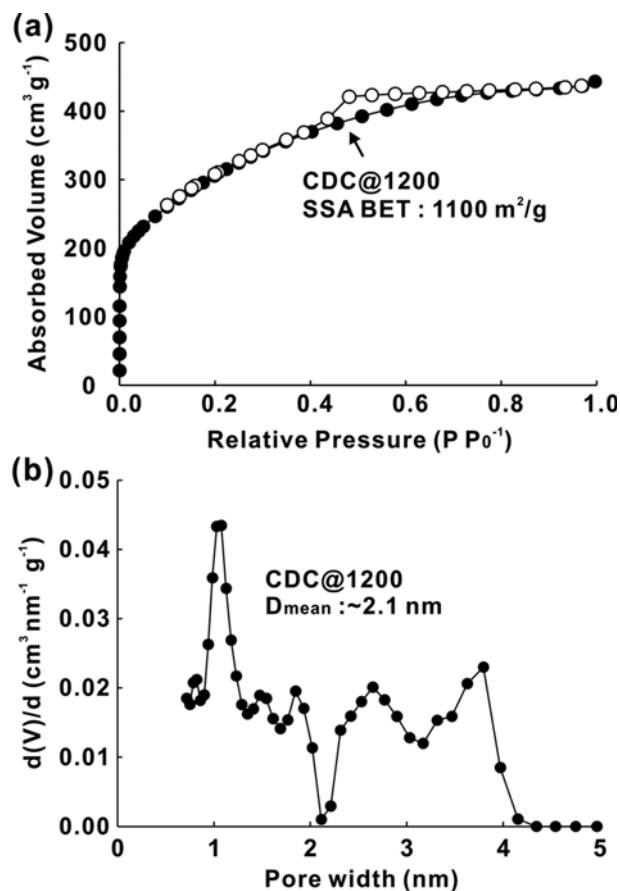 (a)
500
400
300
200
100
0
Absorbed Volume (cm³ g⁻¹)
CDC@1200
SSA BET : 1100 m²/g
0.0 0.2 0.4 0.6 0.8 1.0
Relative Pressure (P P₀⁻¹)
(b)
0.05
0.04
0.03
0.02
0.01
0.00
d(V)/d (cm³ nm⁻¹ g⁻¹)
CDC@1200
Dmean :~2.1 nm
0 1 2 3 4 5
Pore width (nm)